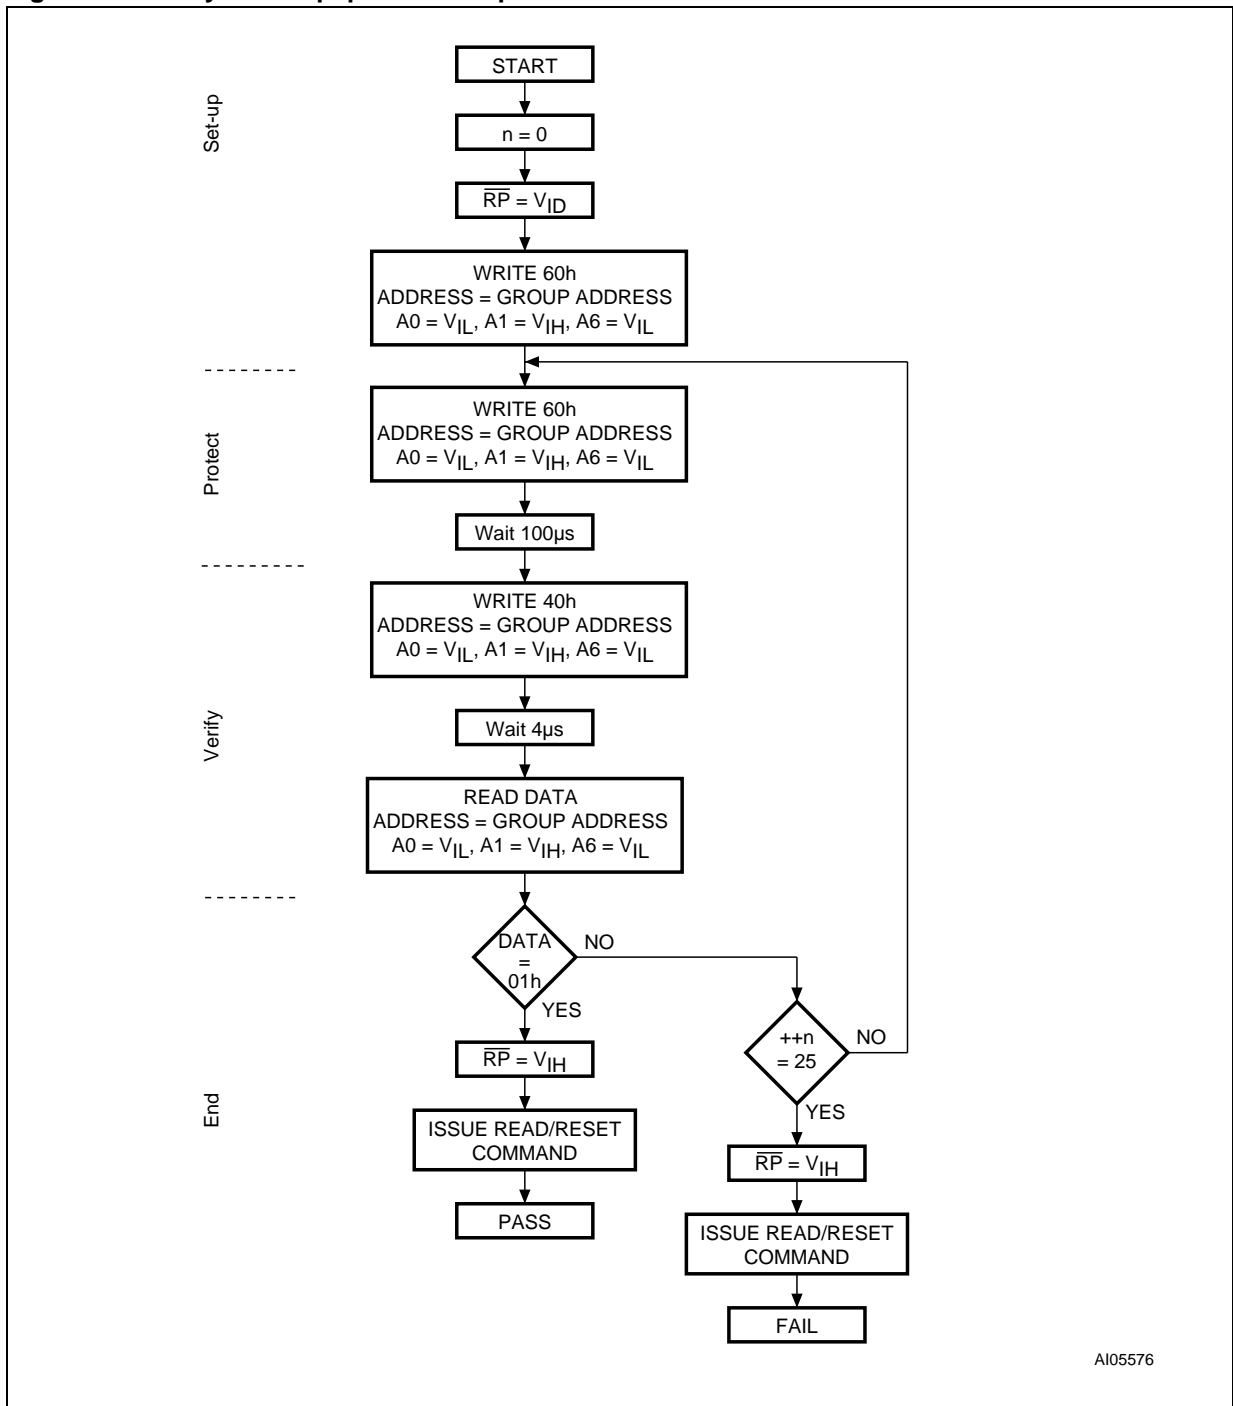 START
Set-up
n = 0
RP = VID
WRITE 60h
ADDRESS = GROUP ADDRESS
A0 = VIL, A1 = VIH, A6 = VIL
Protect
WRITE 60h
ADDRESS = GROUP ADDRESS
A0 = VIL, A1 = VIH, A6 = VIL
Wait 100µs
Verify
WRITE 40h
ADDRESS = GROUP ADDRESS
A0 = VIL, A1 = VIH, A6 = VIL
Wait 4µs
READ DATA
ADDRESS = GROUP ADDRESS
A0 = VIL, A1 = VIH, A6 = VIL
End
DATA
=
01h
NO
YES
++n
= 25
NO
YES
RP = VIH
ISSUE READ/RESET
COMMAND
PASS
RP = VIH
ISSUE READ/RESET
COMMAND
FAIL
AI05576